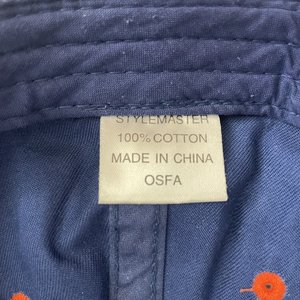 STYLEMASTER
100% COTTON
MADE IN CHINA
OSFA